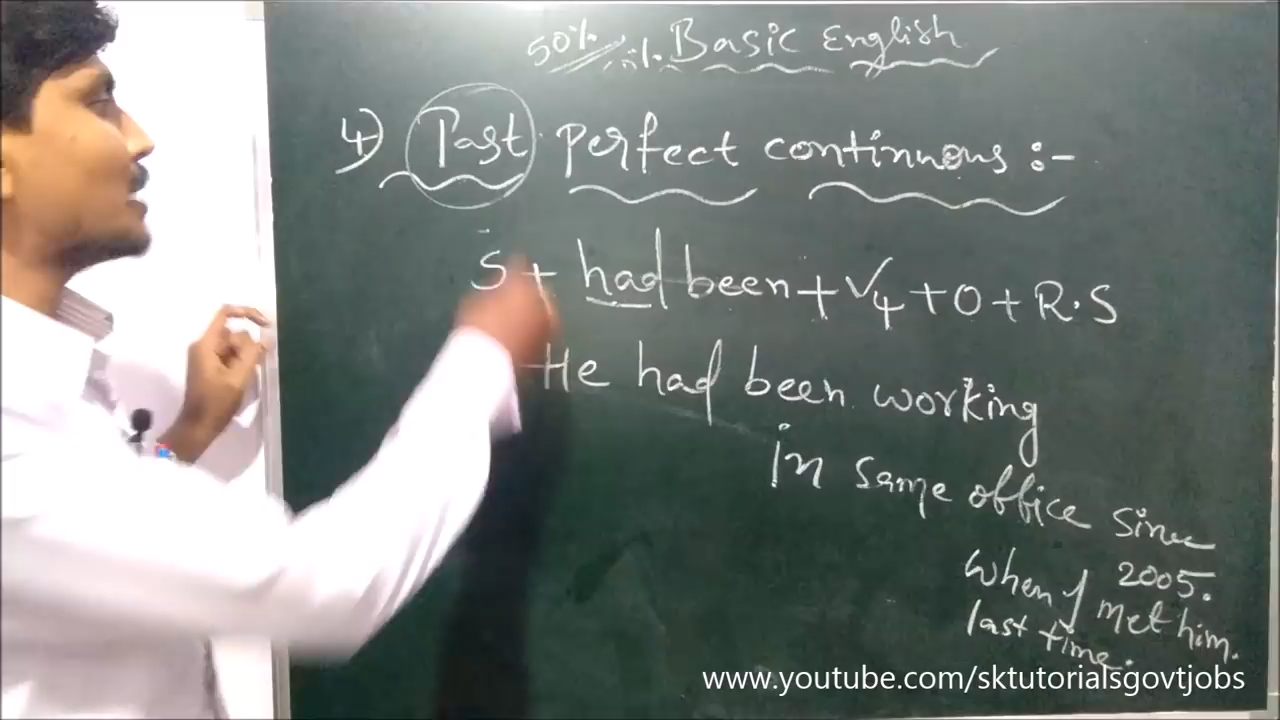 50% Basic English
4) Past perfect continuous :-
S + had been + V4 + O + R.S
He had been working
in same office since
2005.
When I met him.
last time.
www.youtube.com/sktutorialsgovtjobs